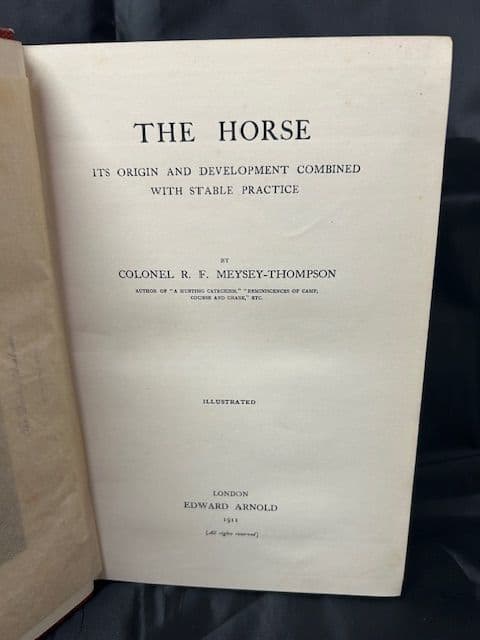 THE HORSE
ITS ORIGIN AND DEVELOPMENT COMBINED
WITH STABLE PRACTICE
BY
COLONEL R. F. MEYSEY-THOMPSON
AUTHOR OF "A HUNTING CATECHISM," "REMINISCENCES OF CAMP,
COURSE AND CHASE," ETC.
ILLUSTRATED
LONDON
EDWARD ARNOLD
1911
[All rights reserved]